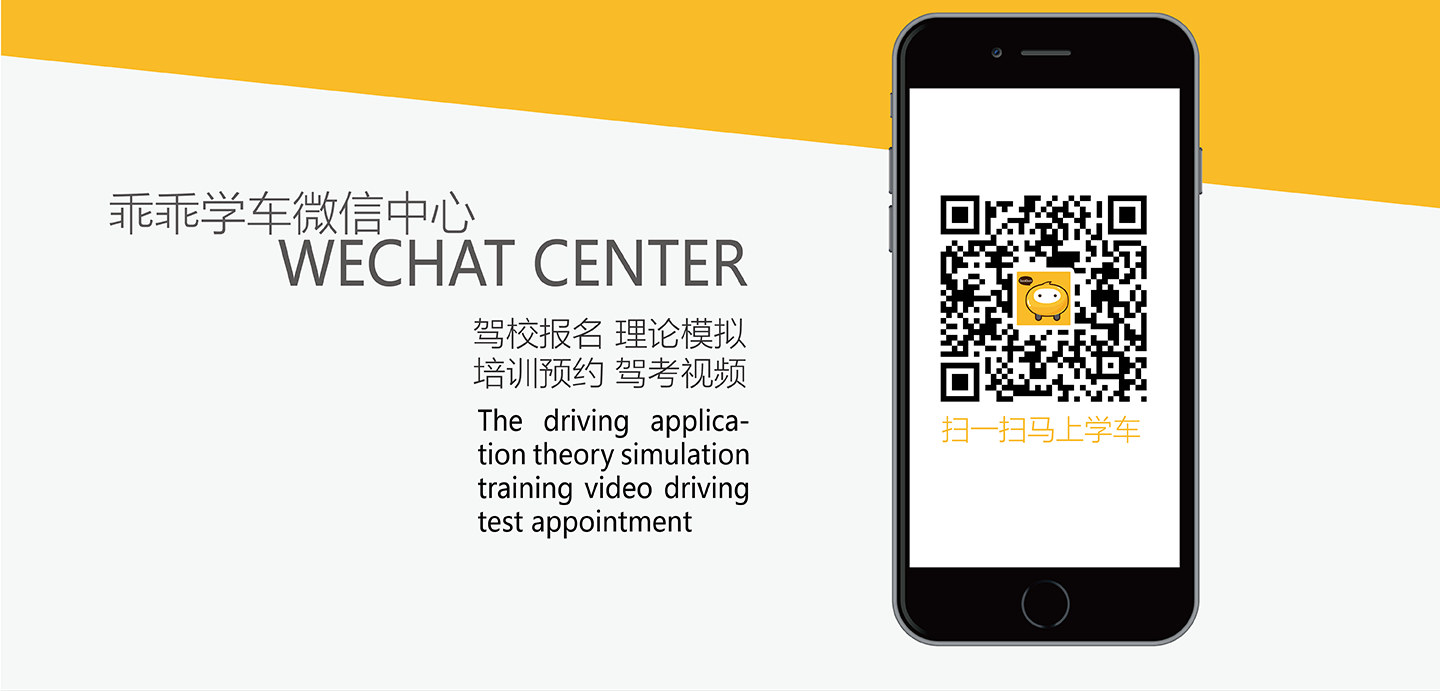 乖乖学车微信中心
WECHAT CENTER
驾校报名 理论模拟
培训预约 驾考视频
The driving applica-
tion theory simulation
training video driving
test appointment
扫一扫马上学车